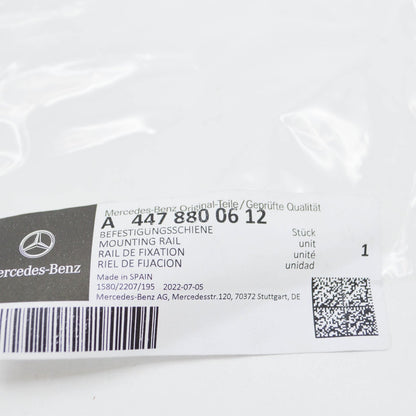 Mercedes-Benz Original-Teile/Geprüfte Qualität
A 447 880 06 12
BEFESTIGUNGSSCHIENE Stück
MOUNTING RAIL unit
RAIL DE FIXATION unité 1
RIEL DE FIJACION unidad
Made in SPAIN
1580/2207/195 2022-07-05
Mercedes-Benz AG, Mercedesstr.120, 70372 Stuttgart, DE
ercedes-Benz